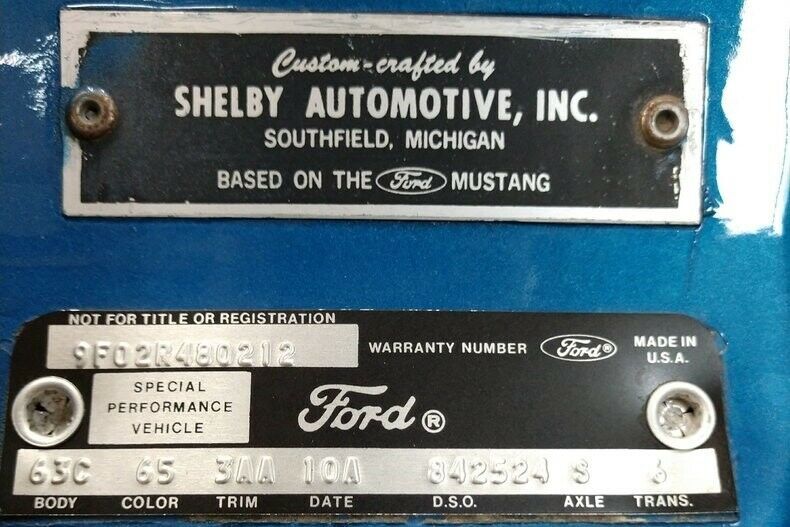 Custom-crafted by
SHELBY AUTOMOTIVE, INC.
SOUTHFIELD, MICHIGAN
BASED ON THE Ford MUSTANG
NOT FOR TITLE OR REGISTRATION
9F02R480212 WARRANTY NUMBER Ford® MADE IN U.S.A.
SPECIAL
PERFORMANCE
VEHICLE
Ford ®
63C 65 3AA 10A 842524 S 6
BODY COLOR TRIM DATE D.S.O. AXLE TRANS.